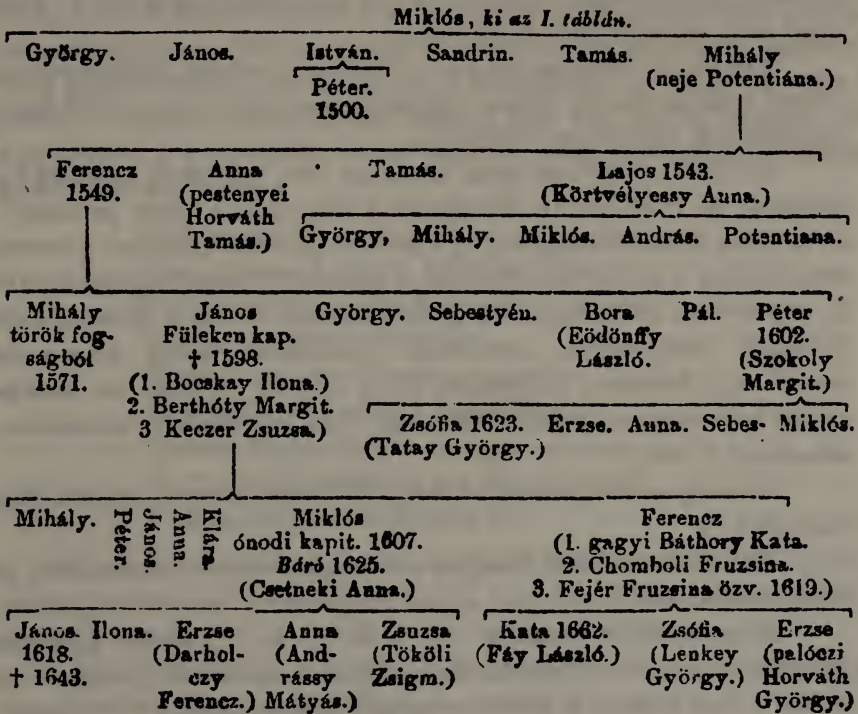 Miklós, ki az I. táblán.
György. János. István. Sandrin. Tamás. Mihály
Péter. (neje Potentiána.)
1500.
Ferencz Anna Tamás. Lajos 1543.
1549. (pestenyei (Körtvélyessy Anna.)
Horváth
Tamás.) György, Mihály. Miklós. András. Potentiana.
Mihály János György. Sebestyén. Bora Pál. Péter
török fog- Füleken kap. (Eödönffy 1602.
ságból † 1598. László. (Szokoly
1571. (1. Bocskay Ilona.) Margit.)
2. Berthóty Margit.
3 Keczer Zsuzsa.) Zsófia 1623. Erzse. Anna. Sebes- Miklós.
(Tatay György.)
Mihály. Péter. János. Anna. Klára. Miklós Ferencz
ónodi kapit. 1607. (1. gagyi Báthory Kata.
Báró 1625. 2. Chomboli Fruzsina.
(Csetneki Anna.) 3. Fejér Fruzsina özv. 1619.)
János. Ilona. Erzse Anna Zsuzsa Kata 1662. Zsófia Erzse
1618. (Darhol- (And- (Tököli (Fáy László.) (Lenkey (palóczi
† 1643. czy rássy Zsigm.) György.) Horváth
Ferencz.) Mátyás.) György.)